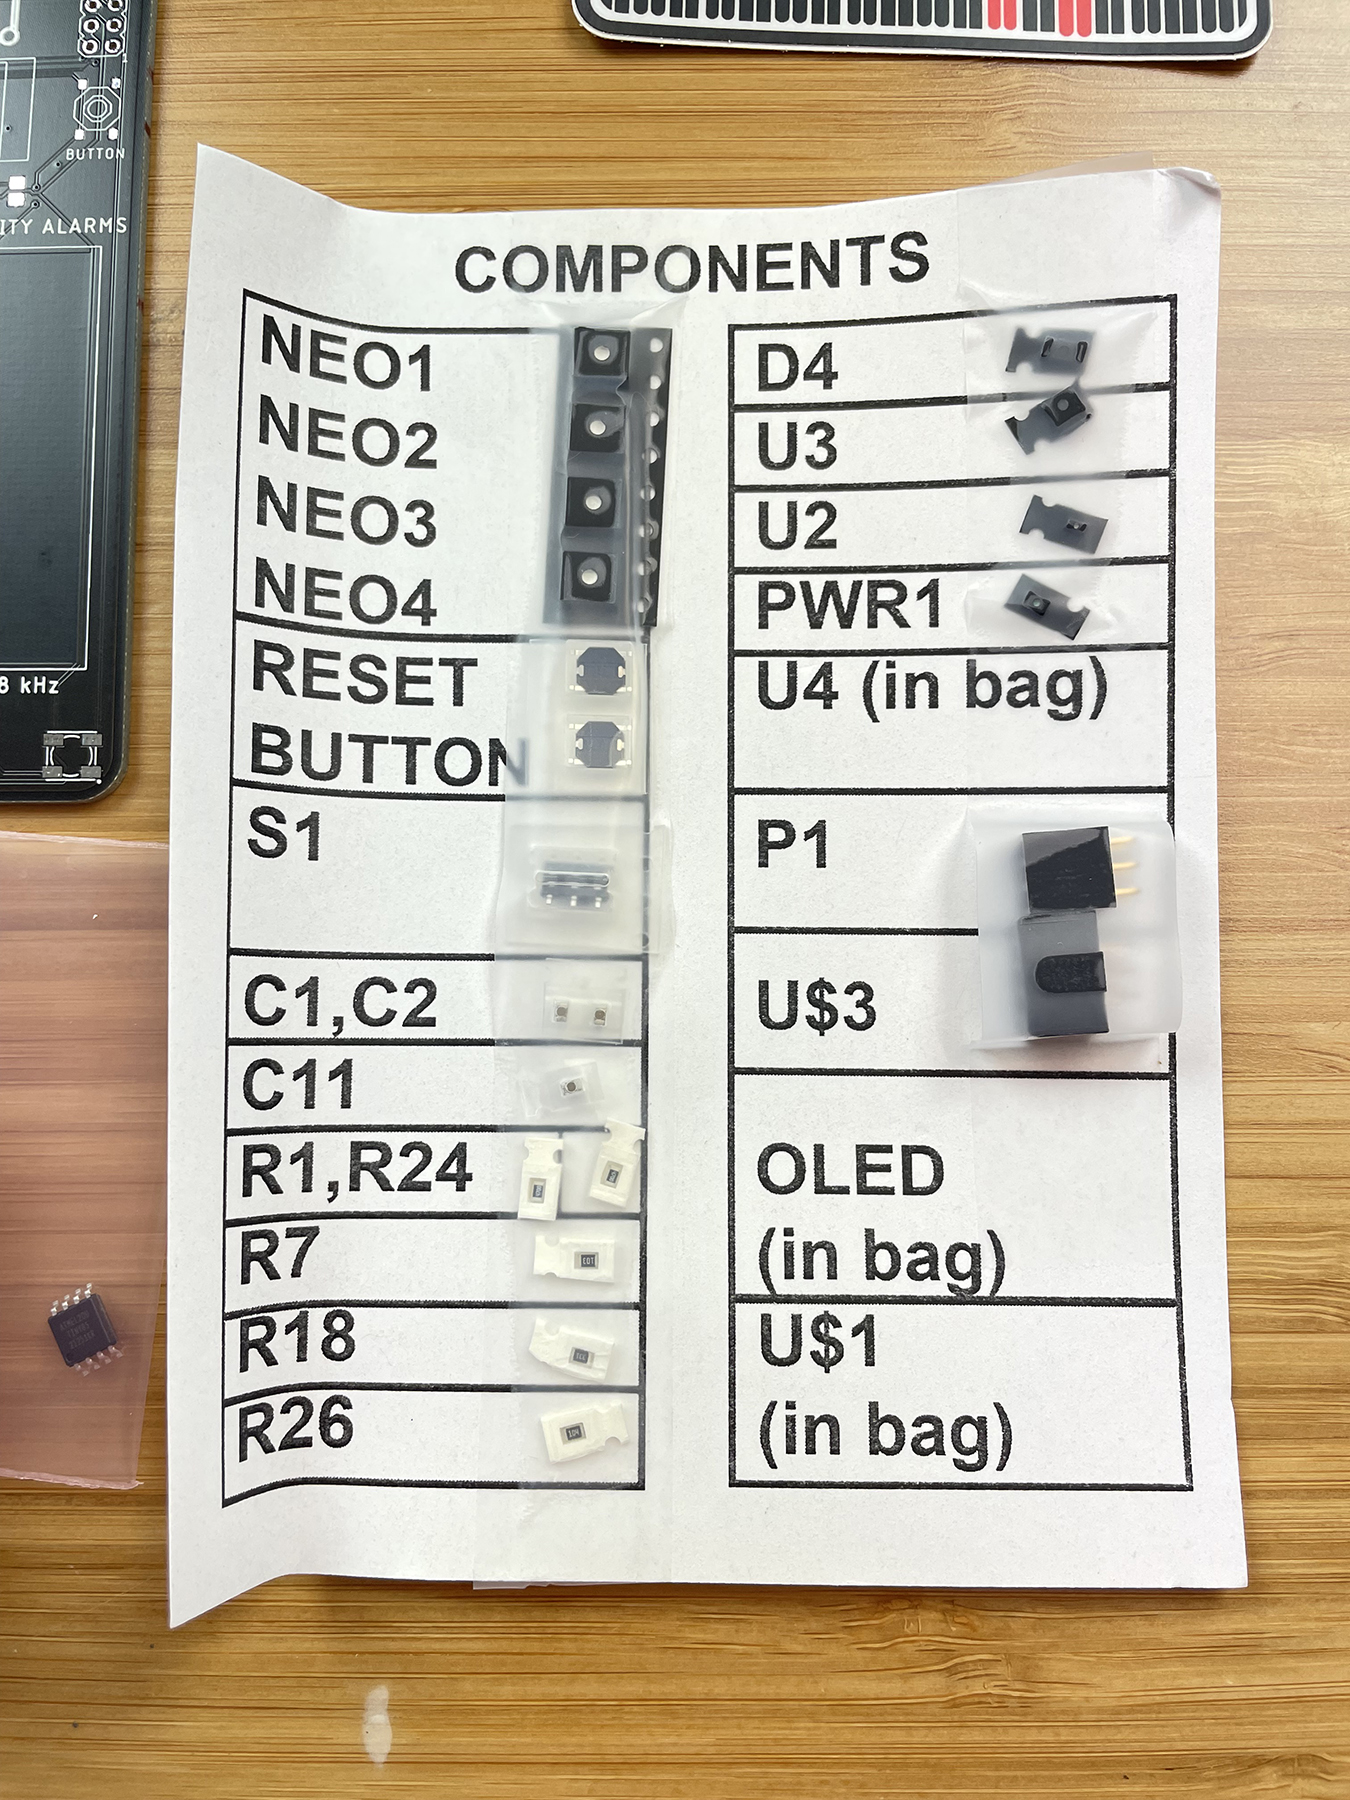 BUTTON
ITY ALARMS
8 kHz
COMPONENTS
NEO1
NEO2
NEO3
NEO4
RESET
BUTTON
S1
C1,C2
C11
R1,R24
R7
R18
R26
D4
U3
U2
PWR1
U4 (in bag)
P1
U$3
OLED
(in bag)
U$1
(in bag)
104